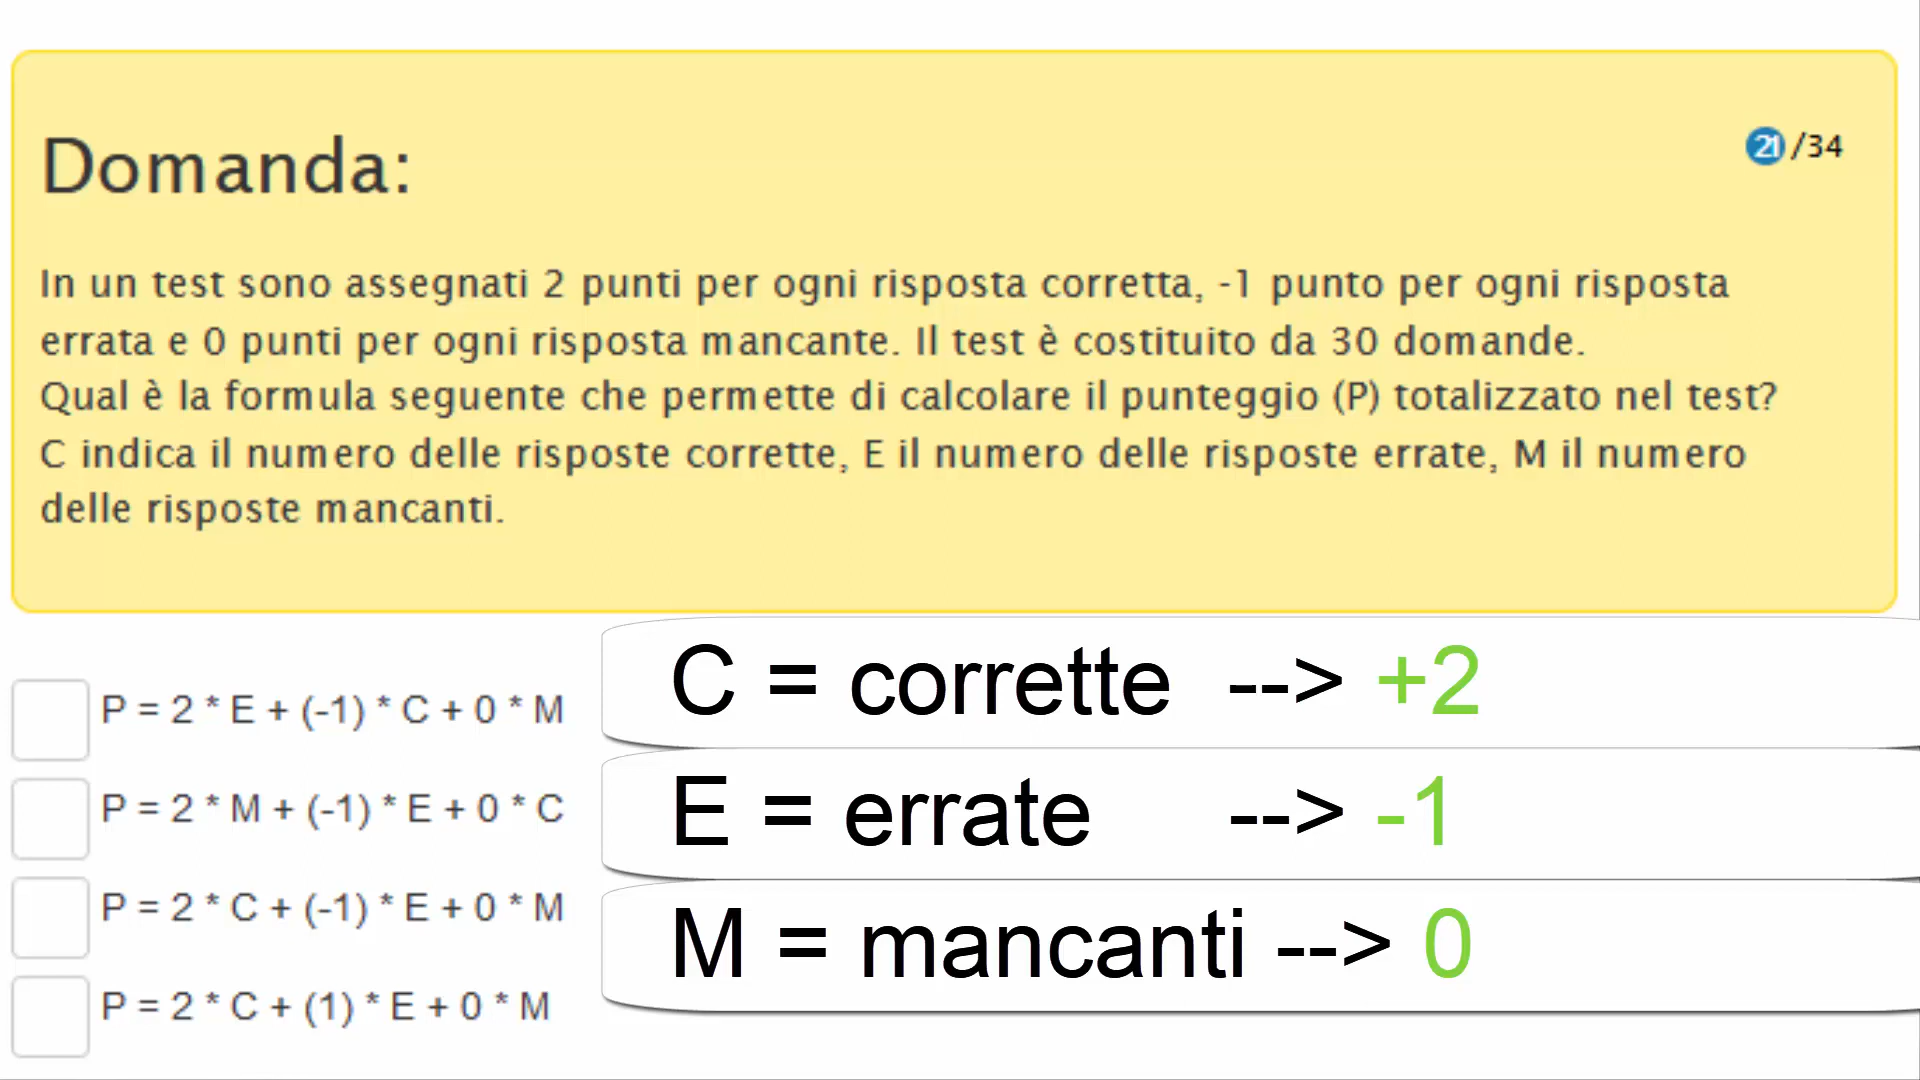 Domanda:
21/34
In un test sono assegnati 2 punti per ogni risposta corretta, -1 punto per ogni risposta
errata e 0 punti per ogni risposta mancante. Il test è costituito da 30 domande.
Qual è la formula seguente che permette di calcolare il punteggio (P) totalizzato nel test?
C indica il numero delle risposte corrette, E il numero delle risposte errate, M il numero
delle risposte mancanti.
P = 2 * E + (-1) * C + 0 * M
P = 2 * M + (-1) * E + 0 * C
P = 2 * C + (-1) * E + 0 * M
P = 2 * C + (1) * E + 0 * M
C = corrette --> +2
E = errate --> -1
M = mancanti --> 0